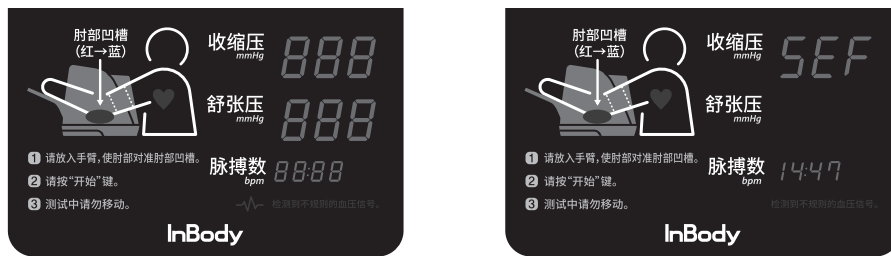 肘部凹槽
（红→蓝）
收缩压
mmHg
888
舒张压
mmHg
888
1 请放入手臂，使肘部对准肘部凹槽。
脉搏数
bpm
88:88
2 请按“开始”键。
3 测试中请勿移动。
检测到不规则的血压信号。
InBody
肘部凹槽
（红→蓝）
收缩压
mmHg
SEF
舒张压
mmHg
1 请放入手臂，使肘部对准肘部凹槽。
脉搏数
bpm
14:47
2 请按“开始”键。
3 测试中请勿移动。
检测到不规则的血压信号。
InBody